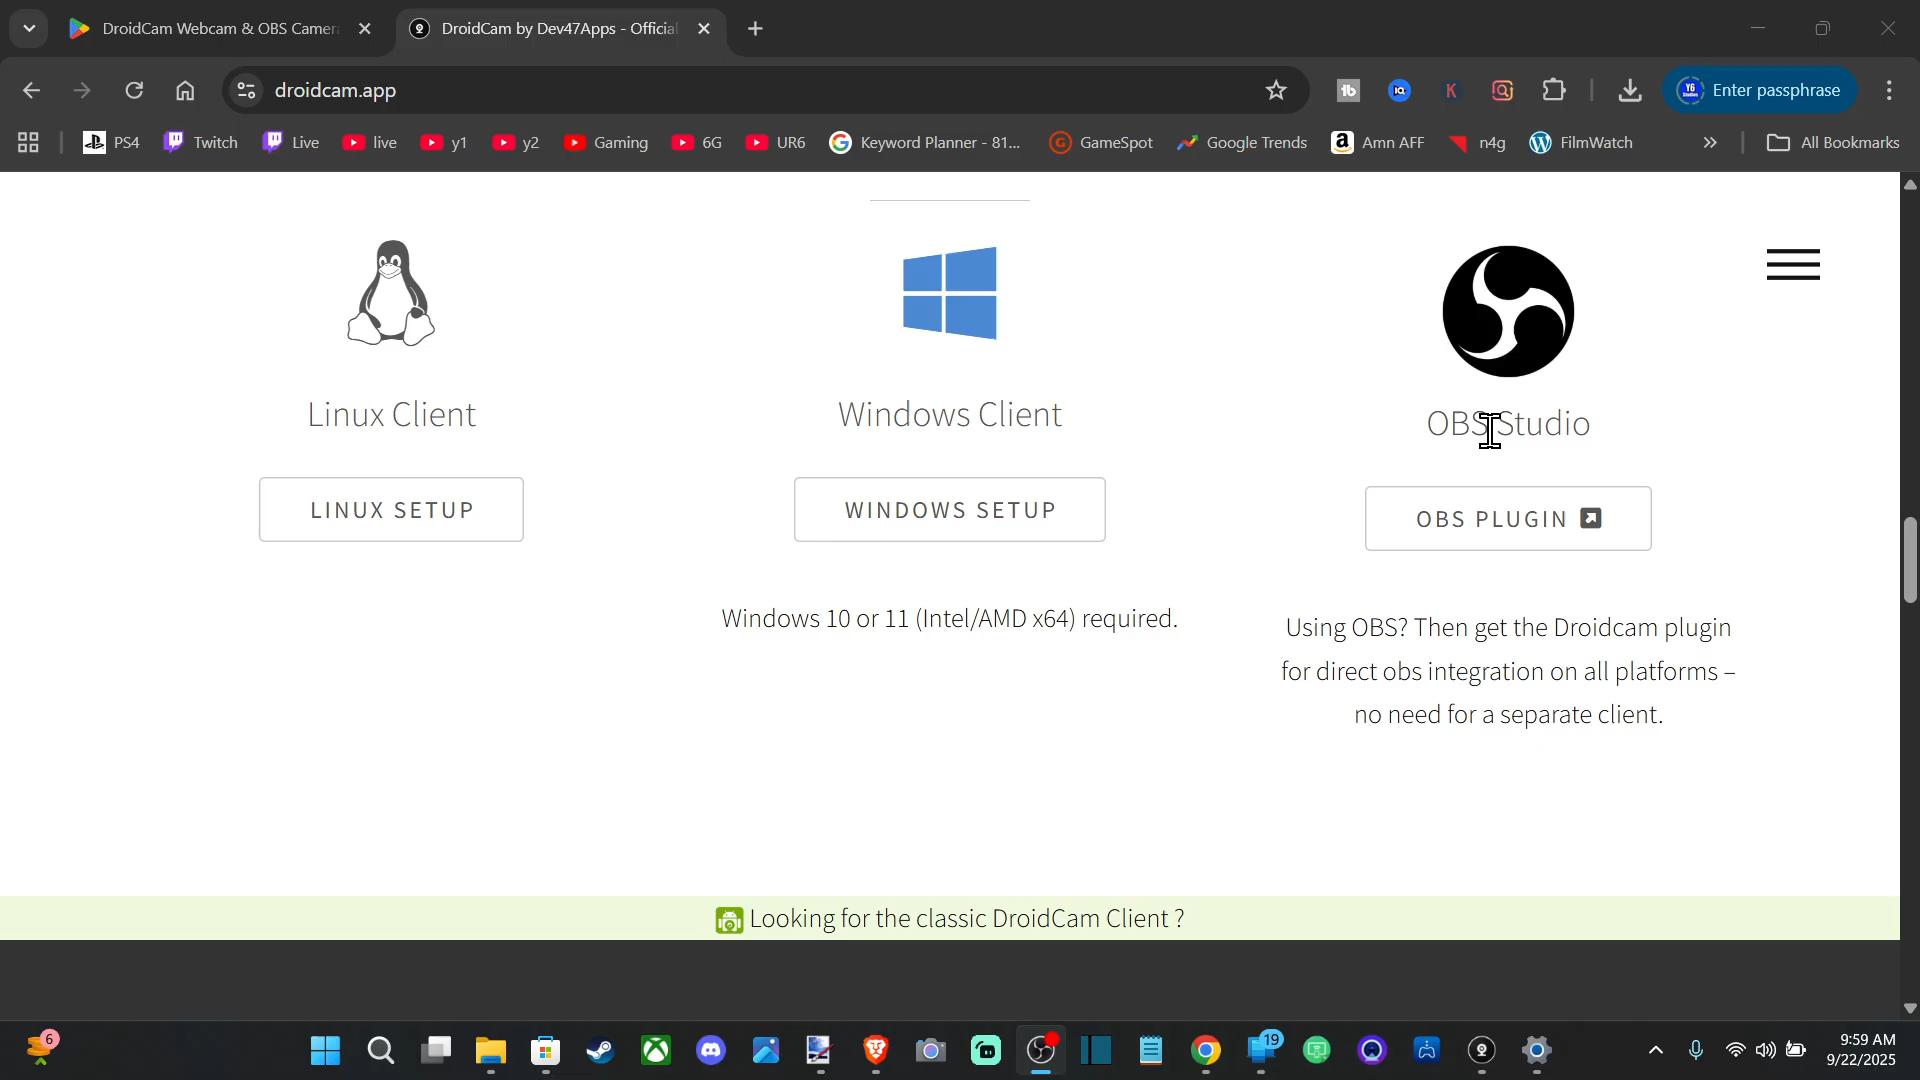 DroidCam Webcam & OBS Camer
DroidCam by Dev47Apps - Official
droidcam.app
tb
IQ
K
Y6
Studios
Enter passphrase
PS4
Twitch
Live
live
y1
y2
Gaming
6G
UR6
Keyword Planner - 81...
GameSpot
Google Trends
Amn AFF
n4g
FilmWatch
All Bookmarks
Linux Client
Windows Client
OBS Studio
LINUX SETUP
WINDOWS SETUP
OBS PLUGIN
Windows 10 or 11 (Intel/AMD x64) required.
Using OBS? Then get the Droidcam plugin
for direct obs integration on all platforms –
no need for a separate client.
Looking for the classic DroidCam Client ?
6
19
9:59 AM
9/22/2025